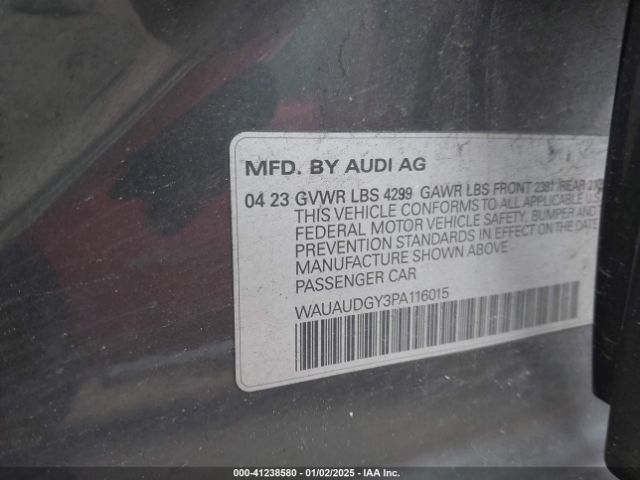 MFD. BY AUDI AG
04 23 GVWR LBS 4299 GAWR LBS FRONT 2381 REAR
THIS VEHICLE CONFORMS TO ALL APPLICABLE U.S
FEDERAL MOTOR VEHICLE SAFETY, BUMPER AND
PREVENTION STANDARDS IN EFFECT ON THE DATE
MANUFACTURE SHOWN ABOVE
PASSENGER CAR
WAUAUDGY3PA116015
000-41238580 - 01/02/2025 - IAA Inc.